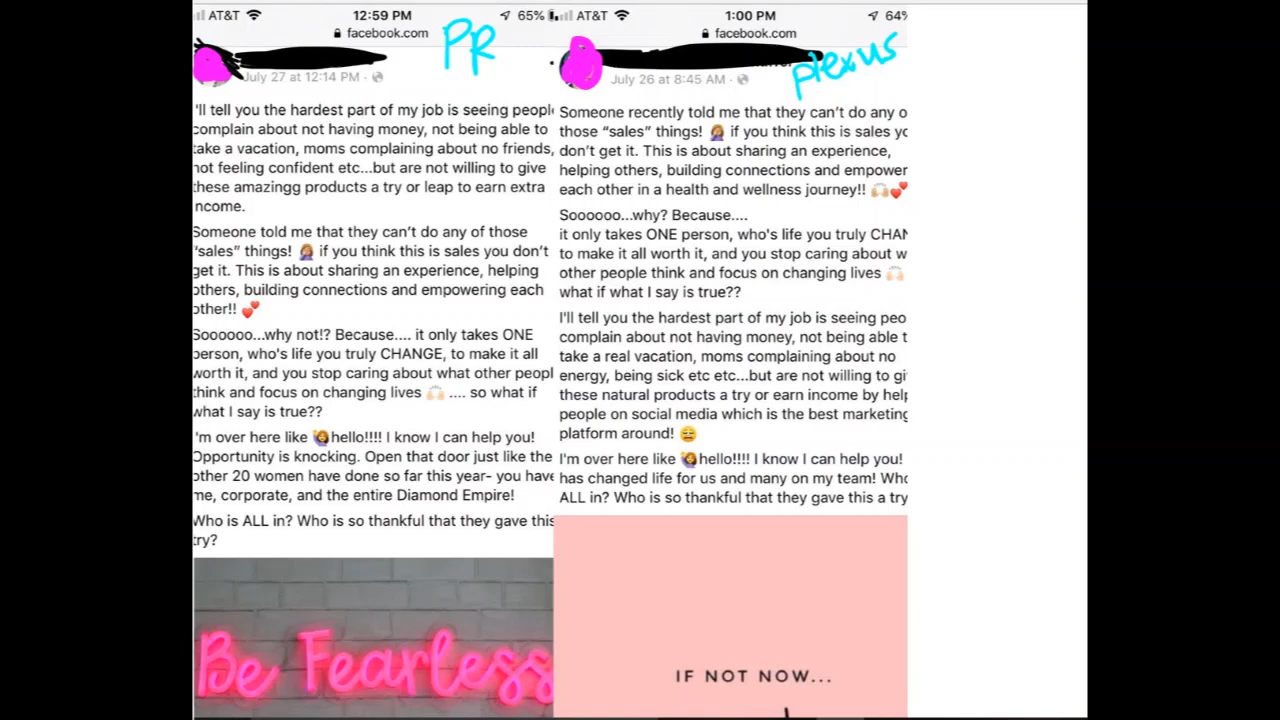 AT&T 12:59 PM 65%
facebook.com
PR
July 27 at 12:14 PM ·
'll tell you the hardest part of my job is seeing people
complain about not having money, not being able to
take a vacation, moms complaining about no friends,
not feeling confident etc...but are not willing to give
these amazingg products a try or leap to earn extra
income.
Someone told me that they can't do any of those
"sales" things! 🤦🏼‍♀️ if you think this is sales you don't
get it. This is about sharing an experience, helping
others, building connections and empowering each
other!! 💕
Soooooo...why not!? Because.... it only takes ONE
person, who's life you truly CHANGE, to make it all
worth it, and you stop caring about what other peopl
think and focus on changing lives 🙌🏻 .... so what if
what I say is true??
'm over here like 🙋‍♀️hello!!!! I know I can help you!
Opportunity is knocking. Open that door just like the
other 20 women have done so far this year- you have
me, corporate, and the entire Diamond Empire!
Who is ALL in? Who is so thankful that they gave this
try?
Be Fearless
AT&T 1:00 PM 64%
facebook.com
plexus
July 26 at 8:45 AM ·
Someone recently told me that they can't do any o
those "sales" things! 🤦🏼‍♀️ if you think this is sales yo
don't get it. This is about sharing an experience,
helping others, building connections and empower
each other in a health and wellness journey!! 🙌🏻💕
Soooooo...why? Because....
it only takes ONE person, who's life you truly CHAN
to make it all worth it, and you stop caring about w
other people think and focus on changing lives 🙌🏻
what if what I say is true??
I'll tell you the hardest part of my job is seeing peo
complain about not having money, not being able t
take a real vacation, moms complaining about no
energy, being sick etc etc...but are not willing to gi
these natural products a try or earn income by help
people on social media which is the best marketing
platform around! 😤
I'm over here like 🙋‍♀️hello!!!! I know I can help you!
has changed life for us and many on my team! Who
ALL in? Who is so thankful that they gave this a try
IF NOT NOW...